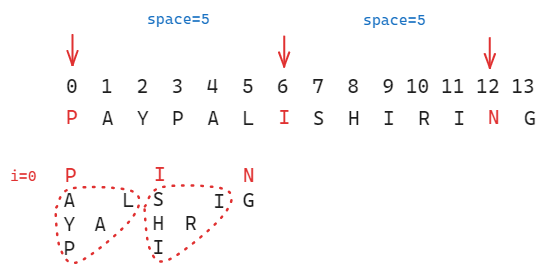 space=5 space=5
0 1 2 3 4 5 6 7 8 9 10 11 12 13
P A Y P A L I S H I R I N G
i=0 P I N
A L S I G
Y A H R
P I